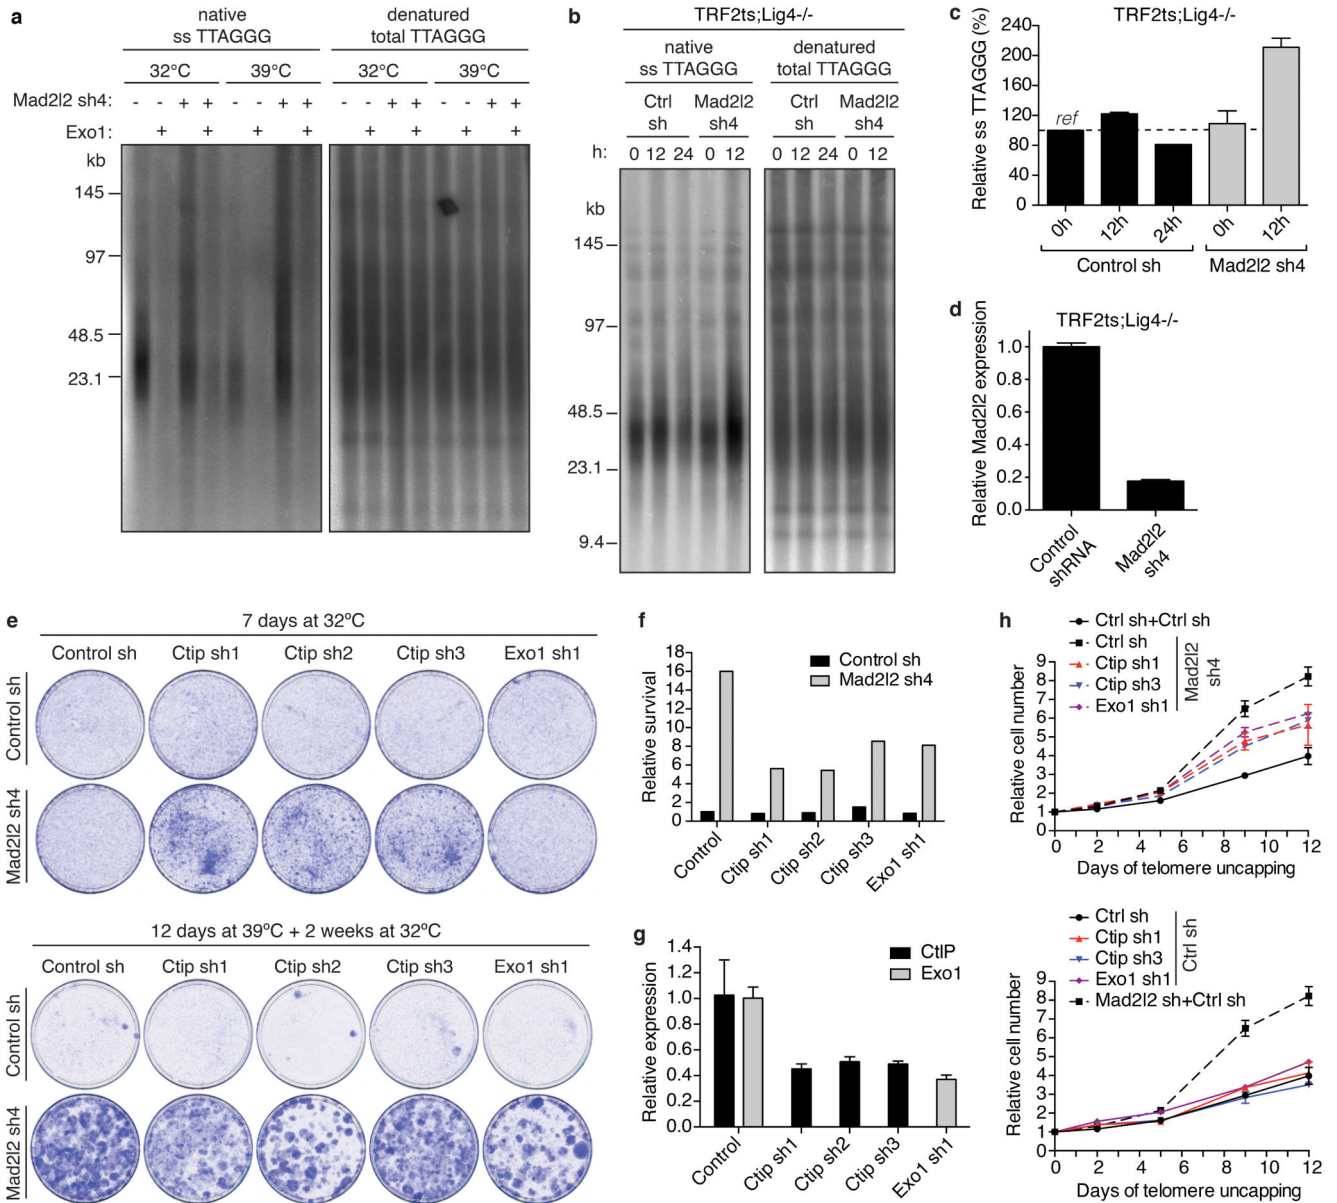 a
native
ss TTAGGG
denatured
total TTAGGG
32°C 39°C 32°C 39°C
Mad2l2 sh4: - - + + - - + + - - + + - - + +
Exo1: + + + + + + + +
kb
145
97
48.5
23.1
b
TRF2ts;Lig4-/-
native
ss TTAGGG
denatured
total TTAGGG
Ctrl
sh
Mad2l2
sh4
Ctrl
sh
Mad2l2
sh4
h: 0 12 24 0 12 0 12 24 0 12
kb
145
97
48.5
23.1
9.4
c
TRF2ts;Lig4-/-
Relative ss TTAGGG (%)
240
200
160
120
80
40
0
ref
0h 12h 24h 0h 12h
Control sh Mad2l2 sh4
d
TRF2ts;Lig4-/-
Relative Mad2l2 expression
1.0
0.8
0.6
0.4
0.2
0.0
Control
shRNA
Mad2l2
sh4
e
7 days at 32ºC
Control sh Ctip sh1 Ctip sh2 Ctip sh3 Exo1 sh1
Control sh
Mad2l2 sh4
12 days at 39ºC + 2 weeks at 32ºC
Control sh Ctip sh1 Ctip sh2 Ctip sh3 Exo1 sh1
Control sh
Mad2l2 sh4
f
Relative survival
18
16
14
12
10
8
6
4
2
0
Control sh
Mad2l2 sh4
Control Ctip sh1 Ctip sh2 Ctip sh3 Exo1 sh1
g
Relative expression
1.4
1.2
1.0
0.8
0.6
0.4
0.2
0.0
CtIP
Exo1
Control Ctip sh1 Ctip sh2 Ctip sh3 Exo1 sh1
h
Ctrl sh+Ctrl sh
Ctrl sh
Ctip sh1
Ctip sh3
Exo1 sh1
Mad2l2
sh4
Relative cell number
9
8
7
6
5
4
3
2
1
0
0 2 4 6 8 10 12
Days of telomere uncapping
Ctrl sh
Ctip sh1
Ctip sh3
Exo1 sh1
Ctrl sh
Mad2l2 sh+Ctrl sh
Relative cell number
9
8
7
6
5
4
3
2
1
0 2 4 6 8 10 12
Days of telomere uncapping